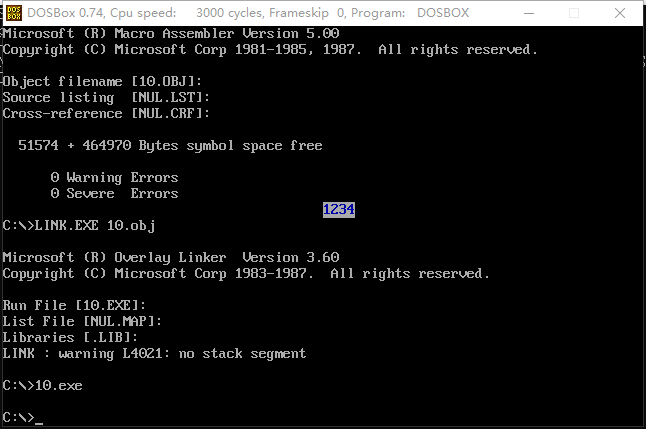 DOSBox 0.74, Cpu speed: 3000 cycles, Frameskip 0, Program: DOSBOX
Microsoft (R) Macro Assembler Version 5.00
Copyright (C) Microsoft Corp 1981-1985, 1987. All rights reserved.
Object filename [10.OBJ]:
Source listing [NUL.LST]:
Cross-reference [NUL.CRF]:
51574 + 464970 Bytes symbol space free
0 Warning Errors
0 Severe Errors
1234
C:\>LINK.EXE 10.obj
Microsoft (R) Overlay Linker Version 3.60
Copyright (C) Microsoft Corp 1983-1987. All rights reserved.
Run File [10.EXE]:
List File [NUL.MAP]:
Libraries [.LIB]:
LINK : warning L4021: no stack segment
C:\>10.exe
C:\>_